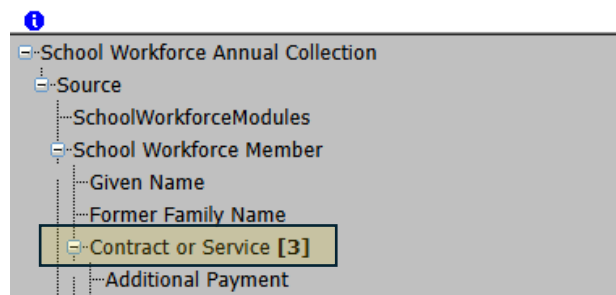 School Workforce Annual Collection
Source
SchoolWorkforceModules
School Workforce Member
Given Name
Former Family Name
Contract or Service [3]
Additional Payment